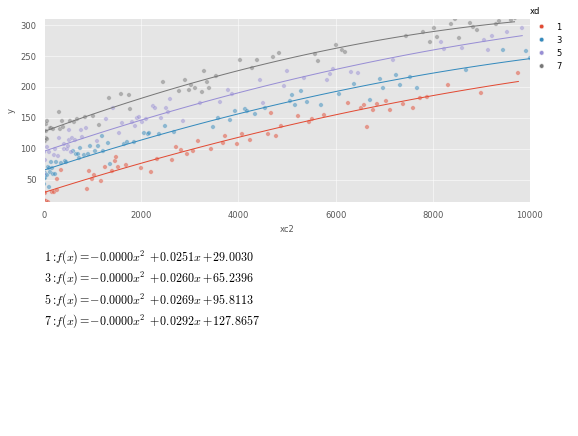 xd
1
3
5
7
300
250
200
150
100
50
y
0 2000 4000 6000 8000 10000
xc2
1 : f(x) = −0.0000x² + 0.0251x + 29.0030
3 : f(x) = −0.0000x² + 0.0260x + 65.2396
5 : f(x) = −0.0000x² + 0.0269x + 95.8113
7 : f(x) = −0.0000x² + 0.0292x + 127.8657